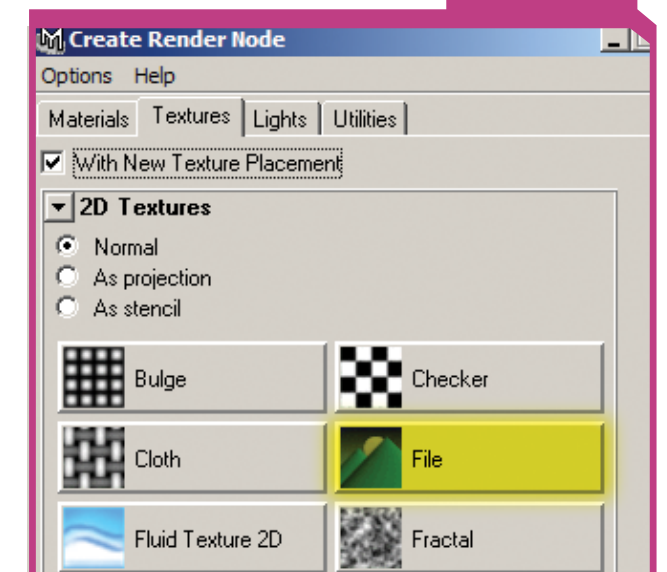 Create Render Node
Options Help
Materials Textures Lights Utilities
With New Texture Placement
2D Textures
Normal
As projection
As stencil
Bulge Checker
Cloth File
Fluid Texture 2D Fractal